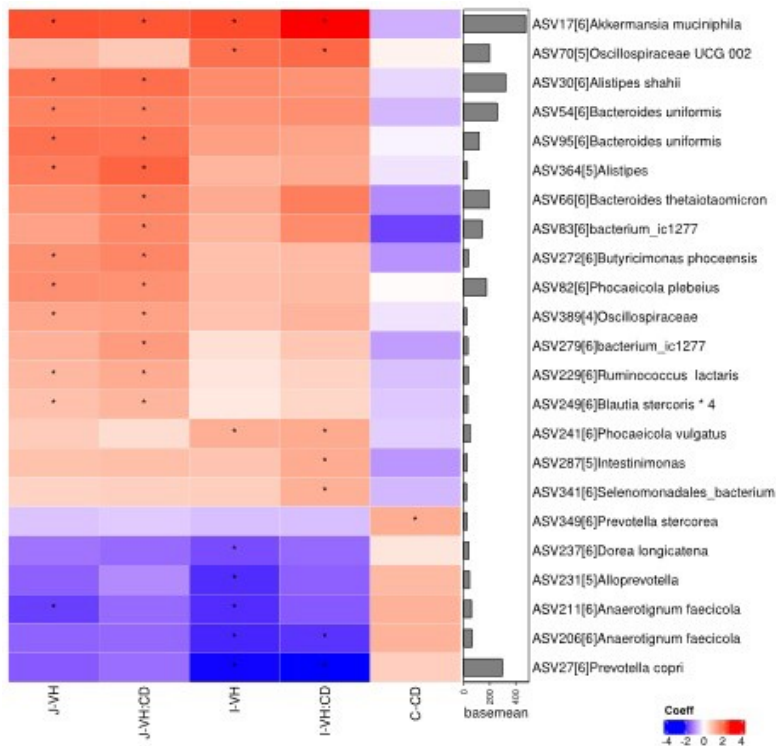 ASV17[6]Akkermansia muciniphila
ASV70[5]Oscillospiraceae UCG 002
ASV30[6]Alistipes shahii
ASV54[6]Bacteroides uniformis
ASV95[6]Bacteroides uniformis
ASV364[5]Alistipes
ASV66[6]Bacteroides thetaiotaomicron
ASV83[6]bacterium_ic1277
ASV272[6]Butyricimonas phoceensis
ASV82[6]Phocaeicola plebeius
ASV389[4]Oscillospiraceae
ASV279[6]bacterium_ic1277
ASV229[6]Ruminococcus lactaris
ASV249[6]Blautia stercoris * 4
ASV241[6]Phocaeicola vulgatus
ASV287[5]Intestinimonas
ASV341[6]Selenomonadales_bacterium
ASV349[6]Prevotella stercorea
ASV237[6]Dorea longicatena
ASV231[5]Alloprevotella
ASV211[6]Anaerotignum faecicola
ASV206[6]Anaerotignum faecicola
ASV27[6]Prevotella copri
J-VH
J-VH:CD
I-VH
I-VH:CD
C-CD
0 200 400
basemean
Coeff
-4 -2 0 2 4